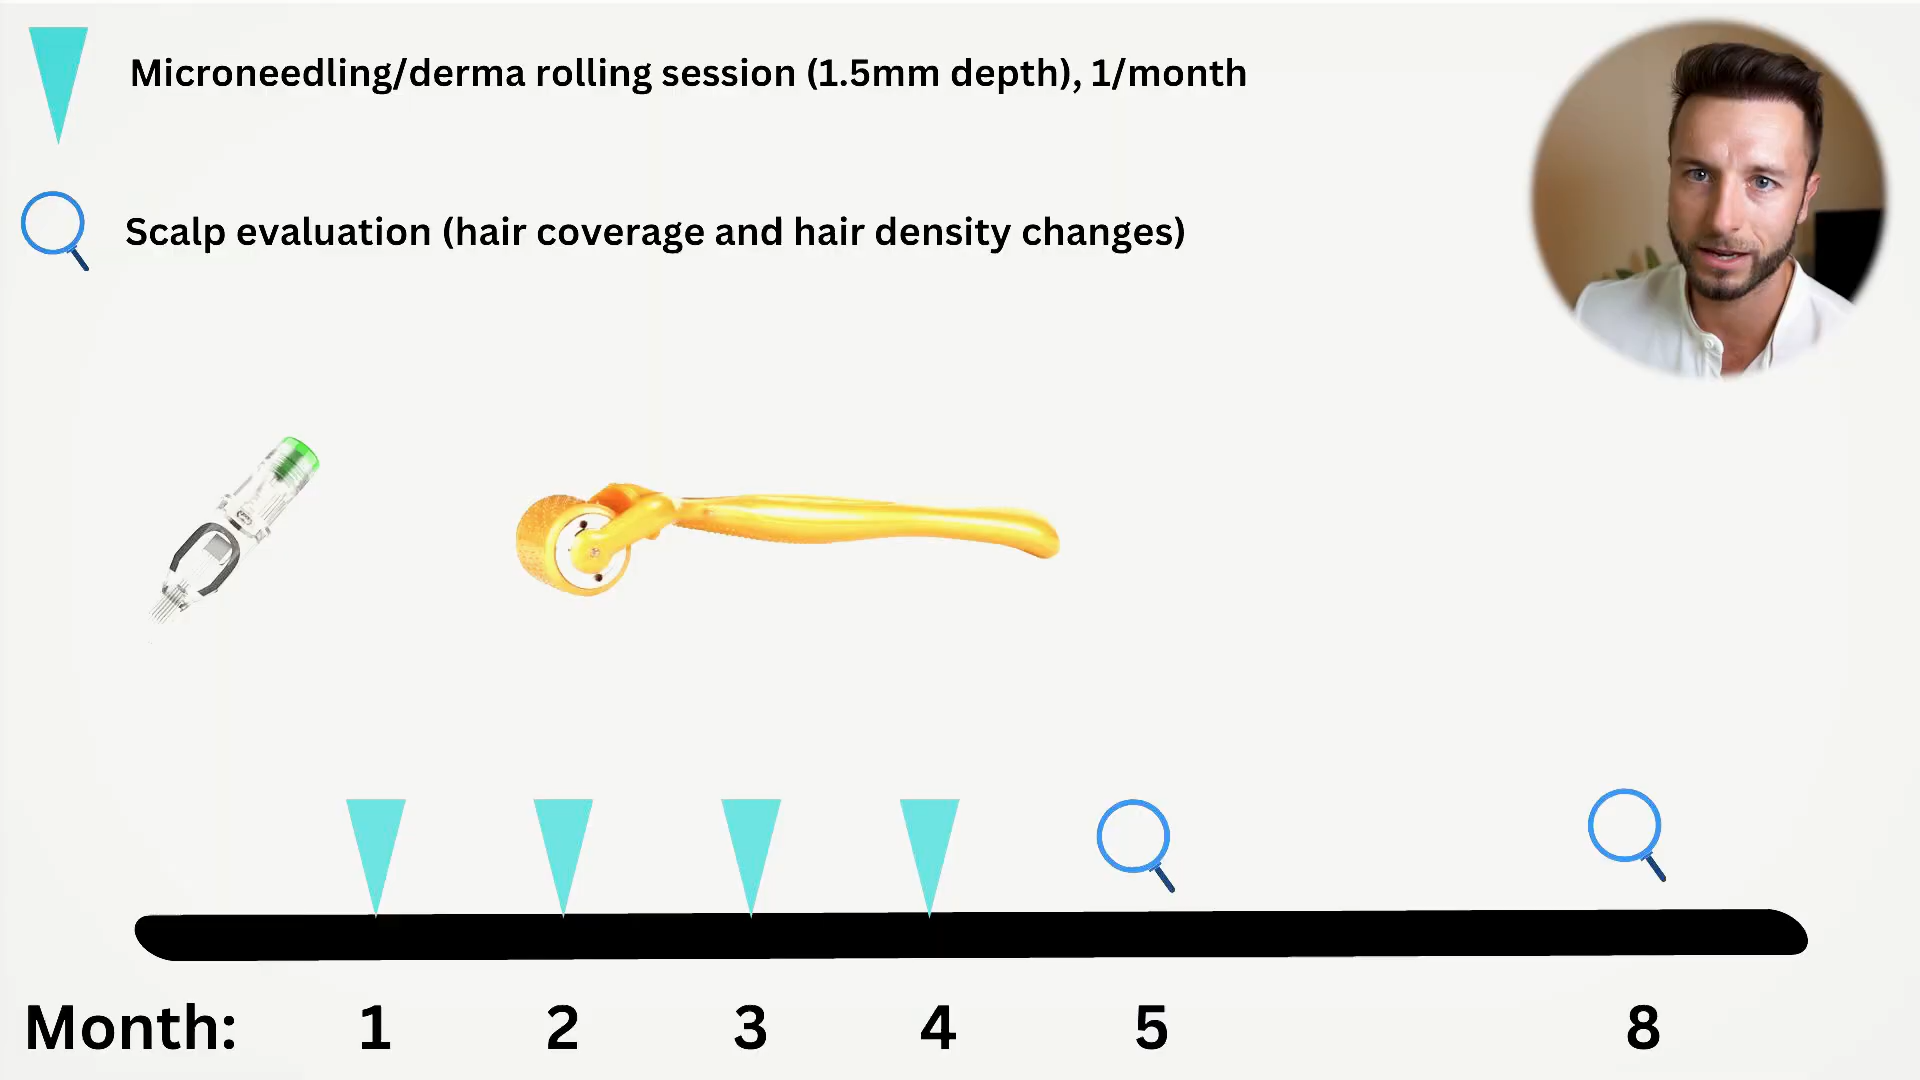 Microneedling/derma rolling session (1.5mm depth), 1/month
Scalp evaluation (hair coverage and hair density changes)
Month: 1 2 3 4 5 8